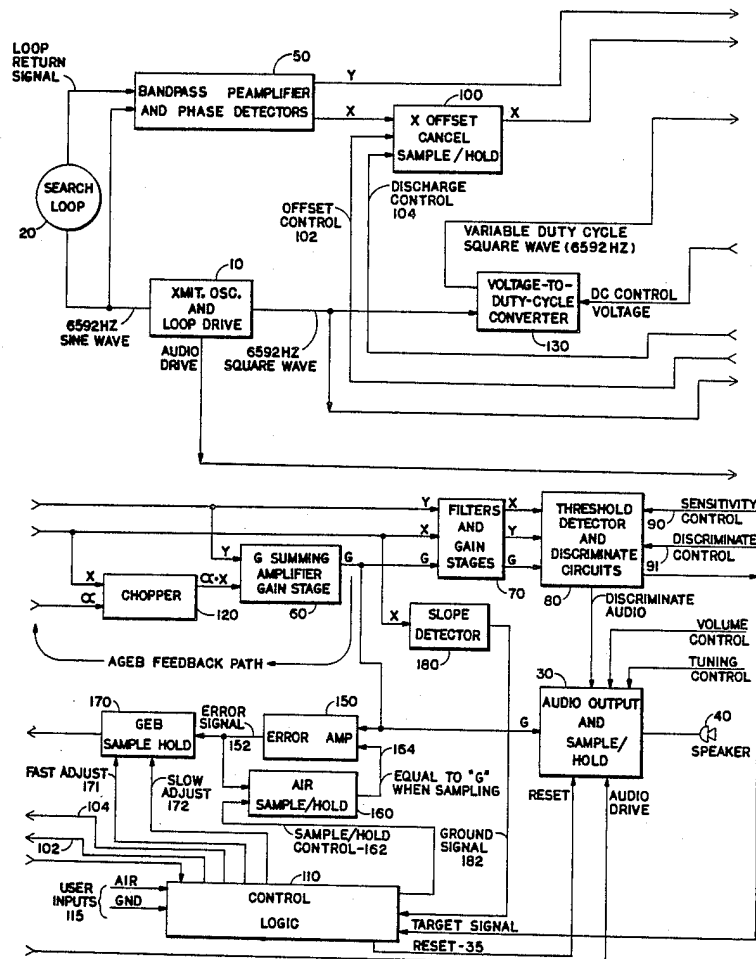 LOOP
RETURN
SIGNAL
50
BANDPASS PEAMPLIFIER
AND PHASE DETECTORS
Y
X
100
X OFFSET
CANCEL
SAMPLE/HOLD
X
SEARCH
LOOP
20
OFFSET
CONTROL
102
DISCHARGE
CONTROL
104
VARIABLE DUTY CYCLE
SQUARE WAVE (6592HZ)
10
XMIT. OSC.
AND
LOOP DRIVE
6592HZ
SINE WAVE
AUDIO
DRIVE
6592HZ
SQUARE WAVE
VOLTAGE-TO-
DUTY-CYCLE
CONVERTER
130
DC CONTROL
VOLTAGE
Y
X
G
FILTERS
AND
GAIN
STAGES
70
X
Y
G
THRESHOLD
DETECTOR
AND
DISCRIMINATE
CIRCUITS
80
SENSITIVITY
CONTROL
90
DISCRIMINATE
CONTROL
91
X
α
CHOPPER
120
Y
α·X
G SUMMING
AMPLIFIER
GAIN STAGE
60
G
X
SLOPE
DETECTOR
180
DISCRIMINATE
AUDIO
VOLUME
CONTROL
TUNING
CONTROL
AGEB FEEDBACK PATH
170
GEB
SAMPLE HOLD
ERROR
SIGNAL
152
150
ERROR AMP
164
G
30
AUDIO OUTPUT
AND
SAMPLE/
HOLD
40
SPEAKER
FAST ADJUST
171
SLOW
ADJUST
172
AIR
SAMPLE/HOLD
160
EQUAL TO "G"
WHEN SAMPLING
RESET
AUDIO
DRIVE
104
102
SAMPLE/HOLD
CONTROL-162
GROUND
SIGNAL
182
USER
INPUTS
115
AIR
GND
110
CONTROL
LOGIC
TARGET SIGNAL
RESET-35